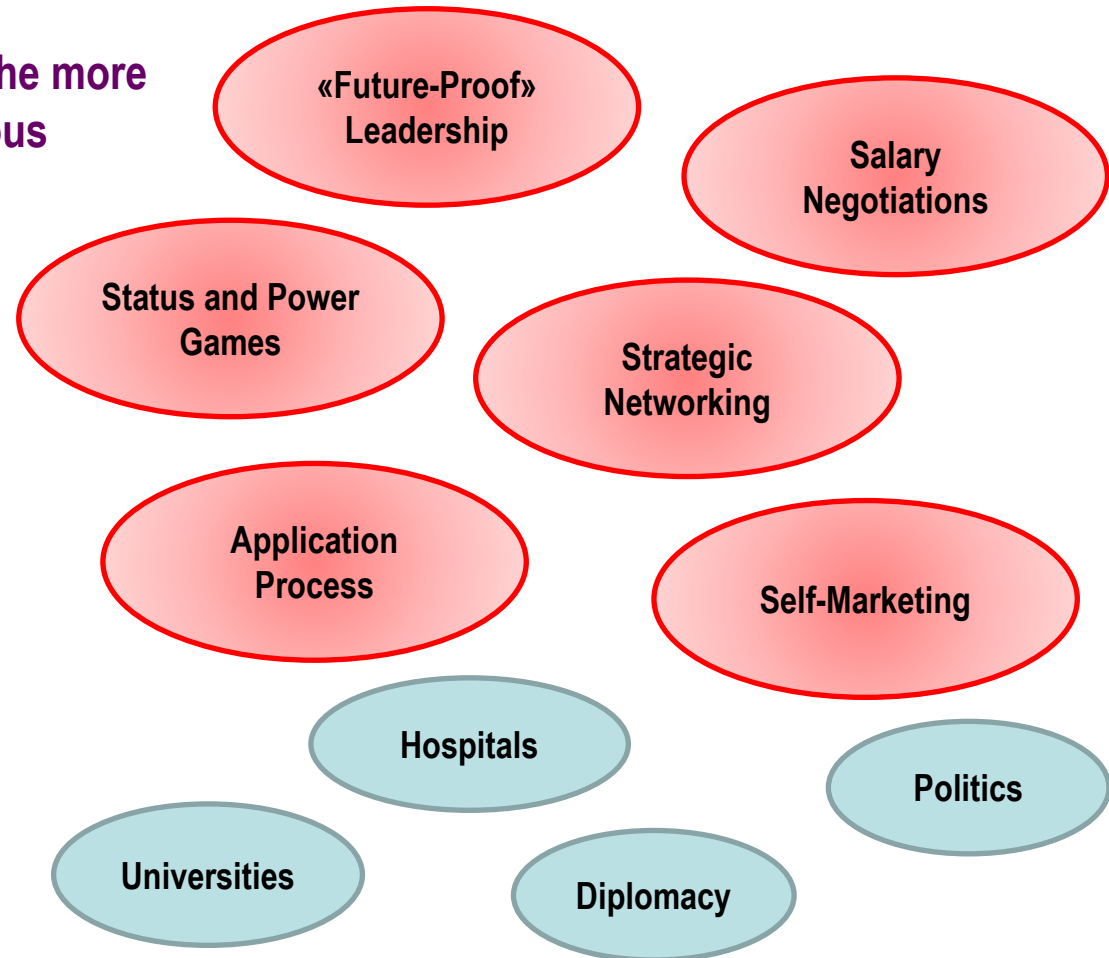 he more
ous
«Future-Proof»
Leadership
Salary
Negotiations
Status and Power
Games
Strategic
Networking
Application
Process
Self-Marketing
Hospitals
Politics
Universities
Diplomacy